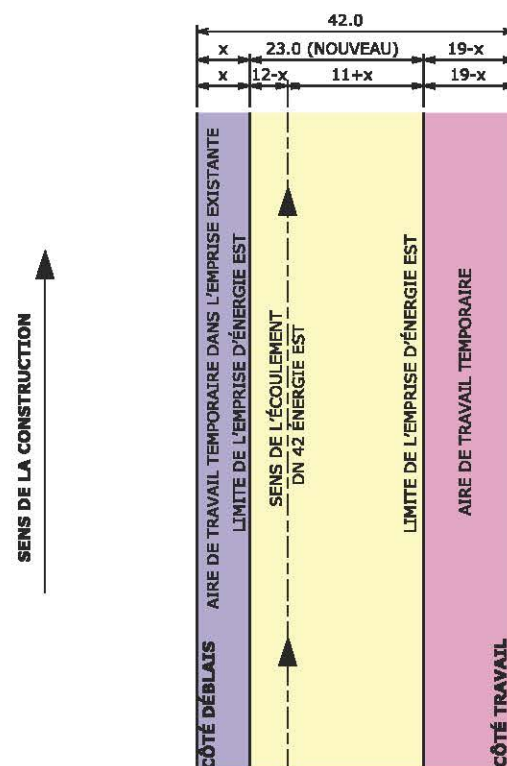 42.0
x 23.0 (NOUVEAU) 19-x
x 12-x 11+x 19-x
SENS DE LA CONSTRUCTION
CÔTÉ DÉBLAIS
AIRE DE TRAVAIL TEMPORAIRE DANS L'EMPRISE EXISTANTE
LIMITE DE L'EMPRISE D'ÉNERGIE EST
SENS DE L'ÉCOULEMENT
DN 42 ÉNERGIE EST
LIMITE DE L'EMPRISE D'ÉNERGIE EST
AIRE DE TRAVAIL TEMPORAIRE
CÔTÉ TRAVAIL